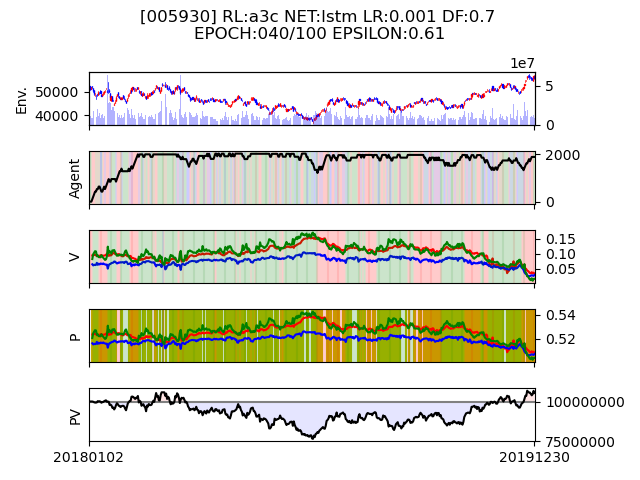 [005930] RL:a3c NET:lstm LR:0.001 DF:0.7
EPOCH:040/100 EPSILON:0.61
1e7
Env.
50000
40000
5
0
Agent
2000
0
V
0.15
0.10
0.05
P
0.54
0.52
PV
100000000
75000000
20180102
20191230